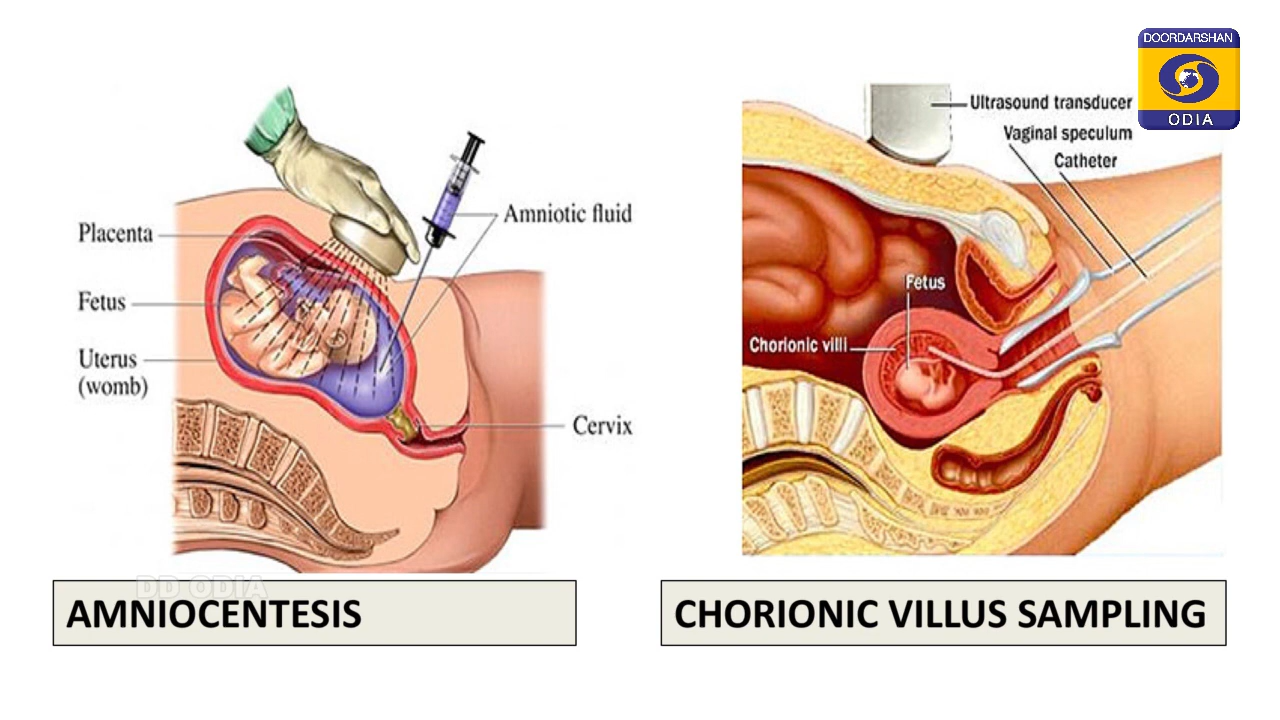 DOORDARSHAN
ODIA
Placenta
Fetus
Uterus
(womb)
Amniotic fluid
Cervix
Ultrasound transducer
Vaginal speculum
Catheter
Fetus
Chorionic villi
DD ODIA
AMNIOCENTESIS
CHORIONIC VILLUS SAMPLING